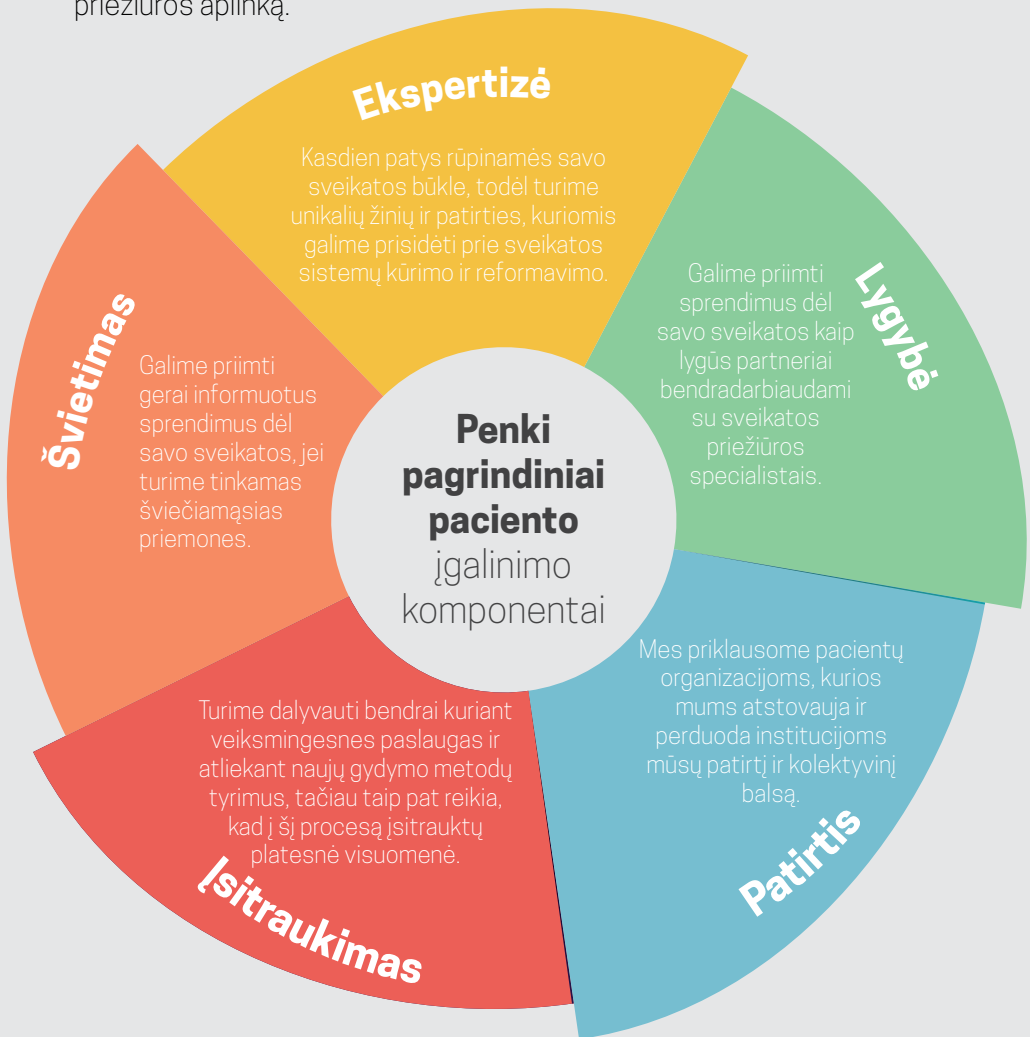 priežiūros aplinką.
Ekspertizė
Kasdien patys rūpinamės savo
sveikatos būkle, todėl turime
unikalių žinių ir patirties, kuriomis
galime prisidėti prie sveikatos
sistemų kūrimo ir reformavimo.
Lygybė
Galime priimti
sprendimus dėl
savo sveikatos kaip
lygūs partneriai
bendradarbiaudami
su sveikatos
priežiūros
specialistais.
Švietimas
Galime priimti
gerai informuotus
sprendimus dėl
savo sveikatos, jei
turime tinkamas
šviečiamąsias
priemones.
Penki
pagrindiniai
paciento
įgalinimo
komponentai
Mes priklausome pacientų
organizacijoms, kurios
mums atstovauja ir
perduoda institucijoms
mūsų patirtį ir kolektyvinį
balsą.
Patirtis
Turime dalyvauti bendrai kuriant
veiksmingesnes paslaugas ir
atliekant naujų gydymo metodų
tyrimus, tačiau taip pat reikia,
kad į šį procesą įsitrauktų
platesnė visuomenė.
Įsitraukimas